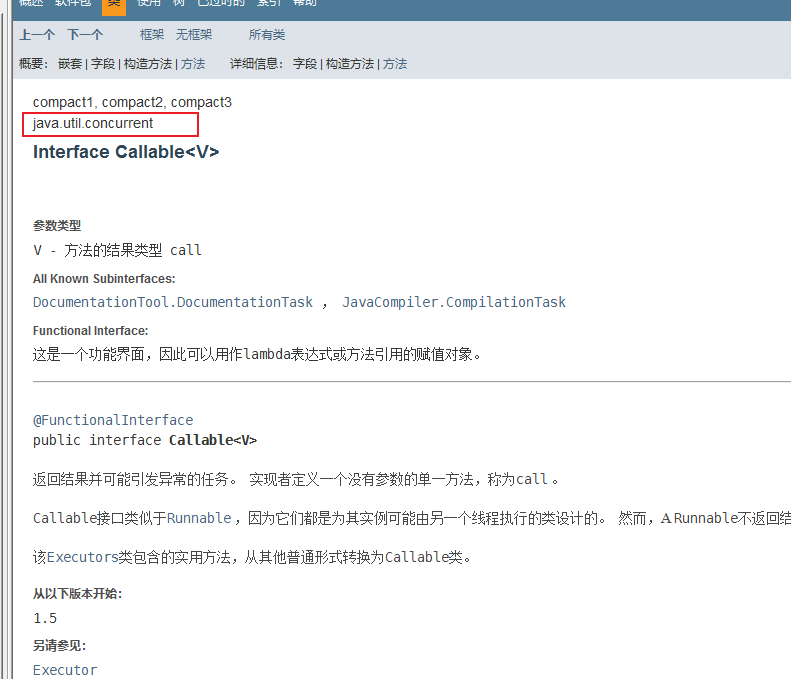 概述 软件包 类 使用 树 已过时的 索引 帮助
上一个 下一个 框架 无框架 所有类
概要: 嵌套 | 字段 | 构造方法 | 方法 详细信息: 字段 | 构造方法 | 方法
compact1, compact2, compact3
java.util.concurrent
Interface Callable<V>
参数类型
V - 方法的结果类型 call
All Known Subinterfaces:
DocumentationTool.DocumentationTask ， JavaCompiler.CompilationTask
Functional Interface:
这是一个功能界面，因此可以用作lambda表达式或方法引用的赋值对象。
@FunctionalInterface
public interface Callable<V>
返回结果并可能引发异常的任务。 实现者定义一个没有参数的单一方法，称为call 。
Callable接口类似于Runnable ，因为它们都是为其实例可能由另一个线程执行的类设计的。 然而，A Runnable不返回结
该Executors类包含的实用方法，从其他普通形式转换为Callable类。
从以下版本开始:
1.5
另请参见:
Executor